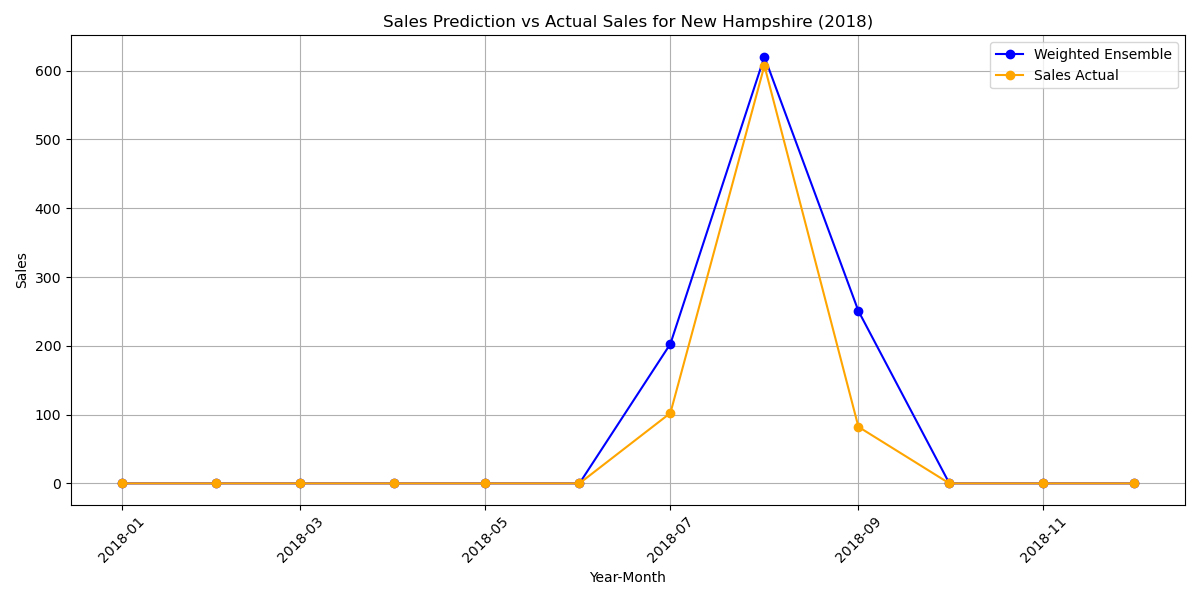 Sales Prediction vs Actual Sales for New Hampshire (2018)
Weighted Ensemble
Sales Actual
600
500
400
300
200
100
0
Sales
2018-01
2018-03
2018-05
2018-07
2018-09
2018-11
Year-Month